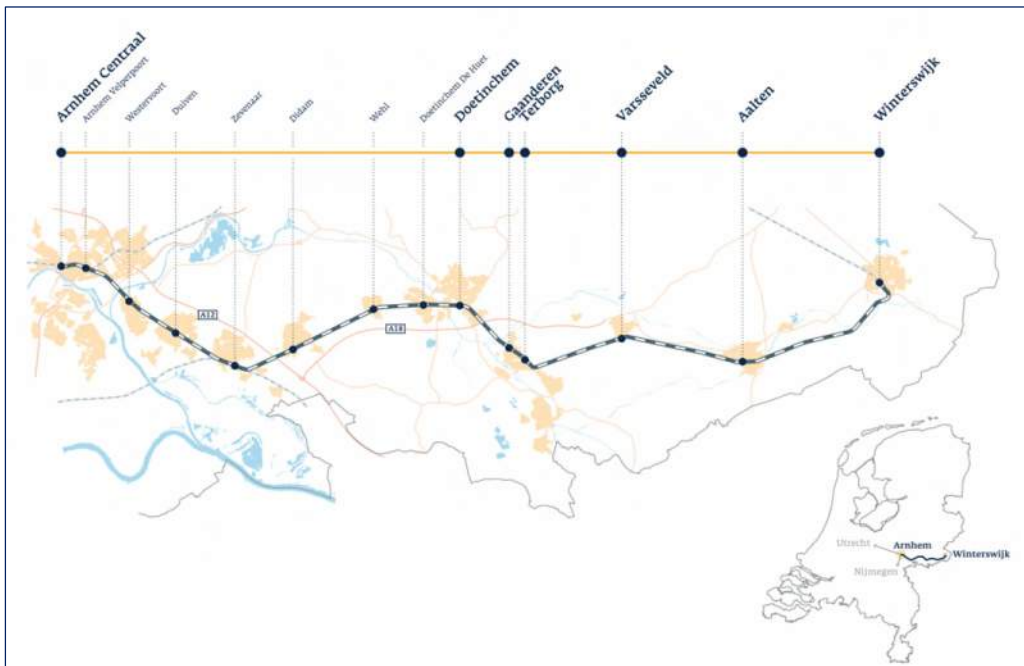 Arnhem Centraal
Arnhem Velperpoort
Westervoort
Duiven
Zevenaar
Didam
Wehl
Doetinchem De Huet
Doetinchem
Gaanderen
Terborg
Varsseveld
Aalten
Winterswijk
A12
A18
Utrecht
Arnhem
Winterswijk
Nijmegen